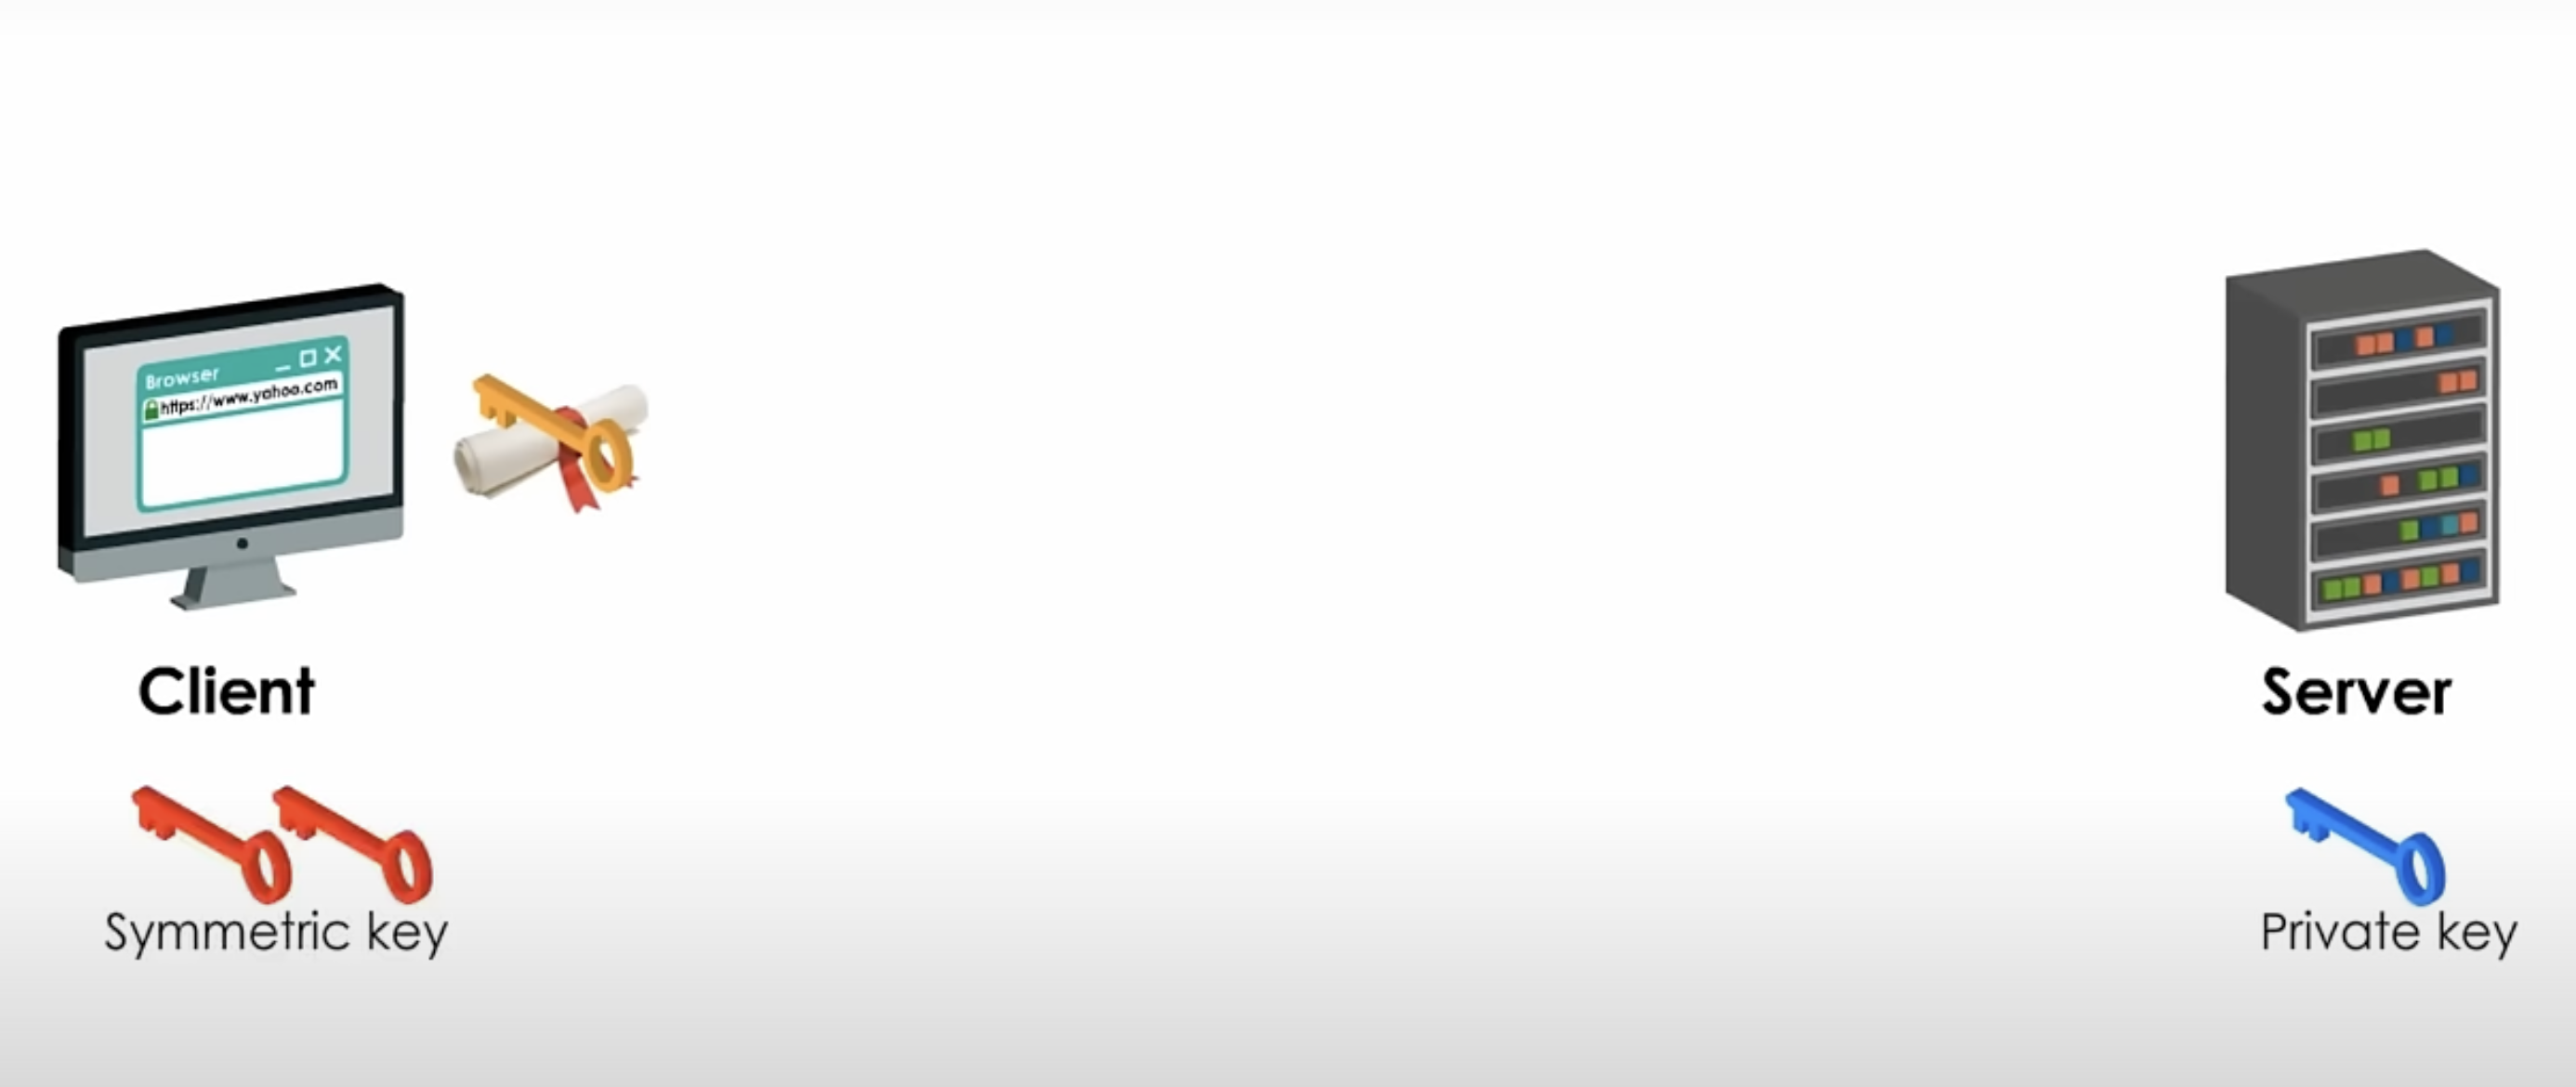 Browser
https://www.yahoo.com
Client
Server
Symmetric key
Private key